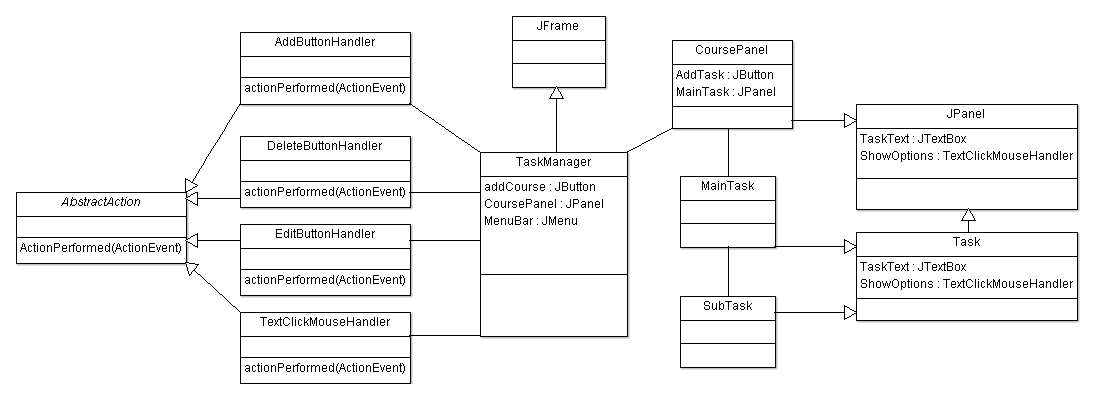 AddButtonHandler
actionPerformed(ActionEvent)
DeleteButtonHandler
actionPerformed(ActionEvent)
AbstractAction
ActionPerformed(ActionEvent)
EditButtonHandler
actionPerformed(ActionEvent)
TextClickMouseHandler
actionPerformed(ActionEvent)
JFrame
TaskManager
addCourse : JButton
CoursePanel : JPanel
MenuBar : JMenu
CoursePanel
AddTask : JButton
MainTask : JPanel
MainTask
SubTask
JPanel
TaskText : JTextBox
ShowOptions : TextClickMouseHandler
Task
TaskText : JTextBox
ShowOptions : TextClickMouseHandler